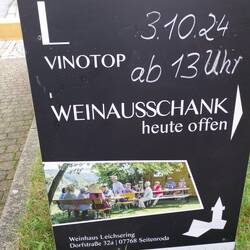 L
3.10.24
VINOTOP
ab 13 Uhr
WEINAUSSCHANK
heute offen
Weinhaus Leichsering
Dorfstraße 32a | 07768 Seitenroda